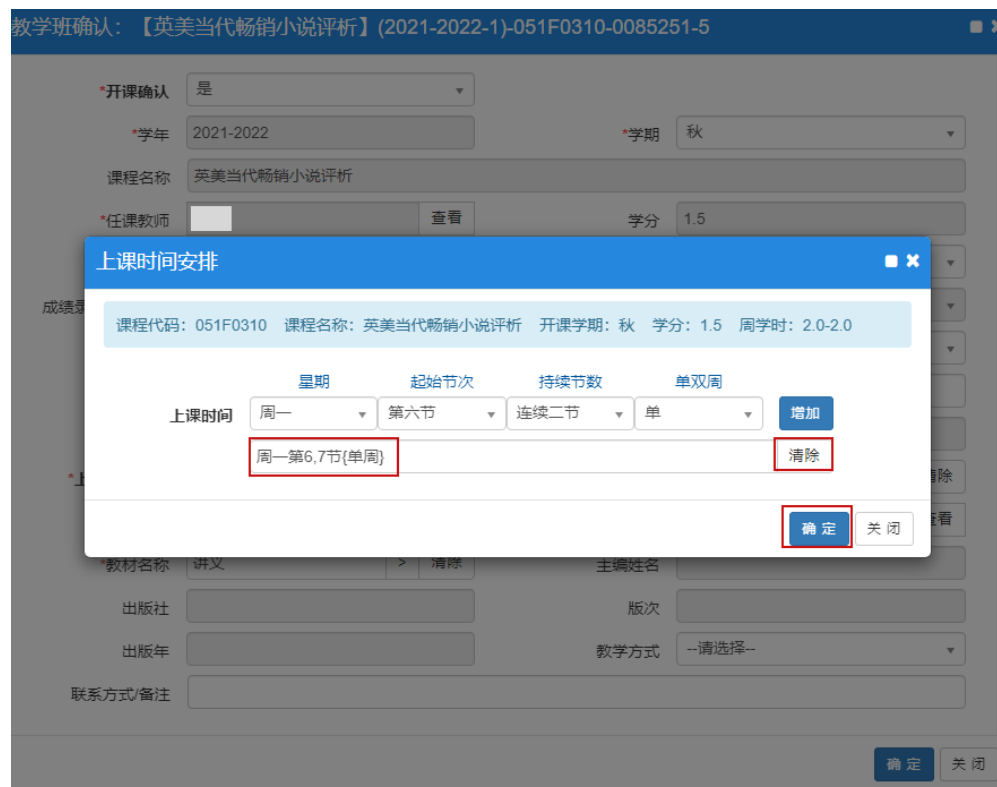 教学班确认：【英美当代畅销小说评析】(2021-2022-1)-051F0310-0085251-5
*开课确认 是
*学年 2021-2022 *学期 秋
课程名称 英美当代畅销小说评析
*任课教师 查看 学分 1.5
上课时间安排
成绩录
课程代码：051F0310 课程名称：英美当代畅销小说评析 开课学期：秋 学分：1.5 周学时：2.0-2.0
星期 起始节次 持续节数 单双周
上课时间 周一 第六节 连续二节 单 增加
周一第6,7节{单周} 清除
*上 清除
确 定 关 闭 查看
*教材名称 讲义 > 清除 主编姓名
出版社 版次
出版年 教学方式 --请选择--
联系方式/备注
确 定 关 闭